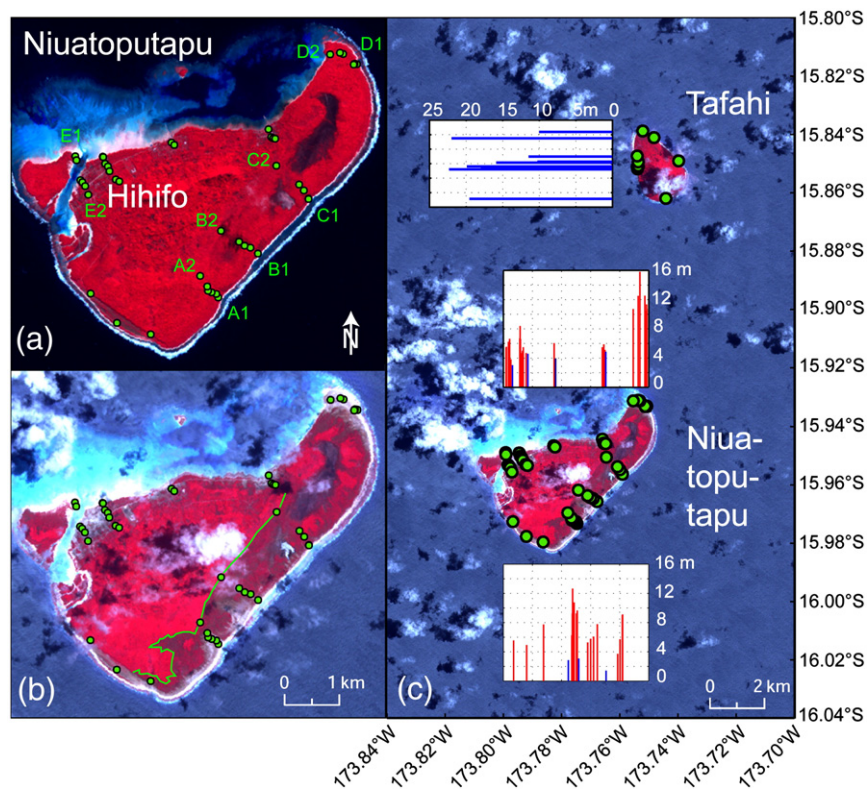 Niuatoputapu
D2
D1
E1
C2
Hihifo
E2
C1
B2
B1
A2
A1
(a)
N
(b)
0 1 km
15.80°S
15.82°S
Tafahi
25 20 15 10 5m 0
15.84°S
15.86°S
15.88°S
16 m
12
8
4
0
15.90°S
15.92°S
15.94°S
Niua-
topu-
tapu
15.96°S
15.98°S
16 m
12
8
4
0
16.00°S
16.02°S
(c)
0 2 km
16.04°S
173.84°W
173.82°W
173.80°W
173.78°W
173.76°W
173.74°W
173.72°W
173.70°W